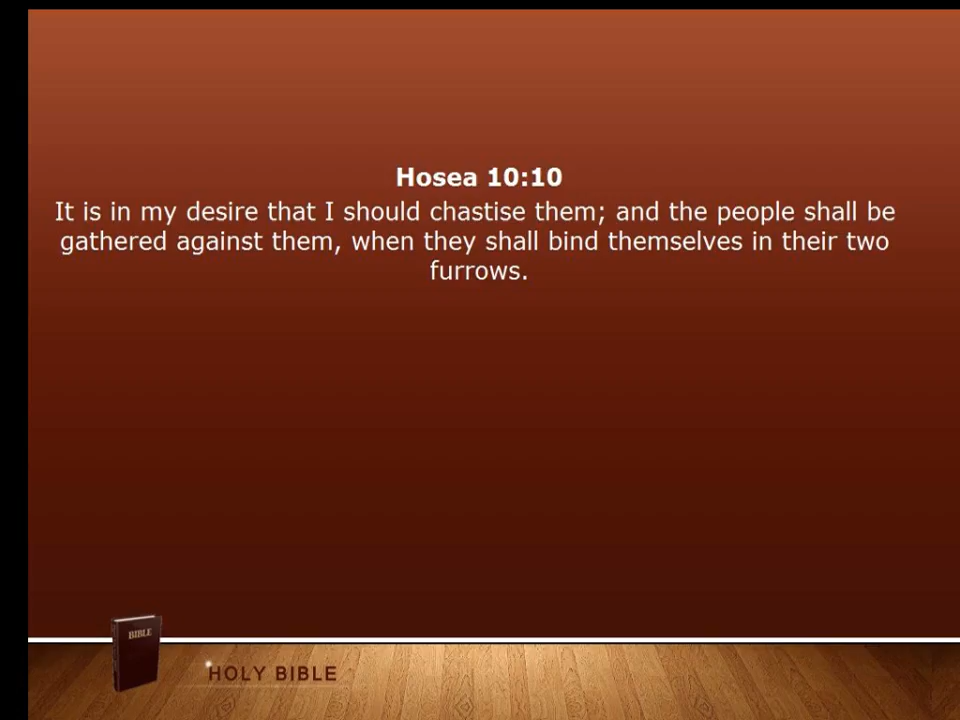 Hosea 10:10
It is in my desire that I should chastise them; and the people shall be
gathered against them, when they shall bind themselves in their two
furrows.
BIBLE
HOLY BIBLE